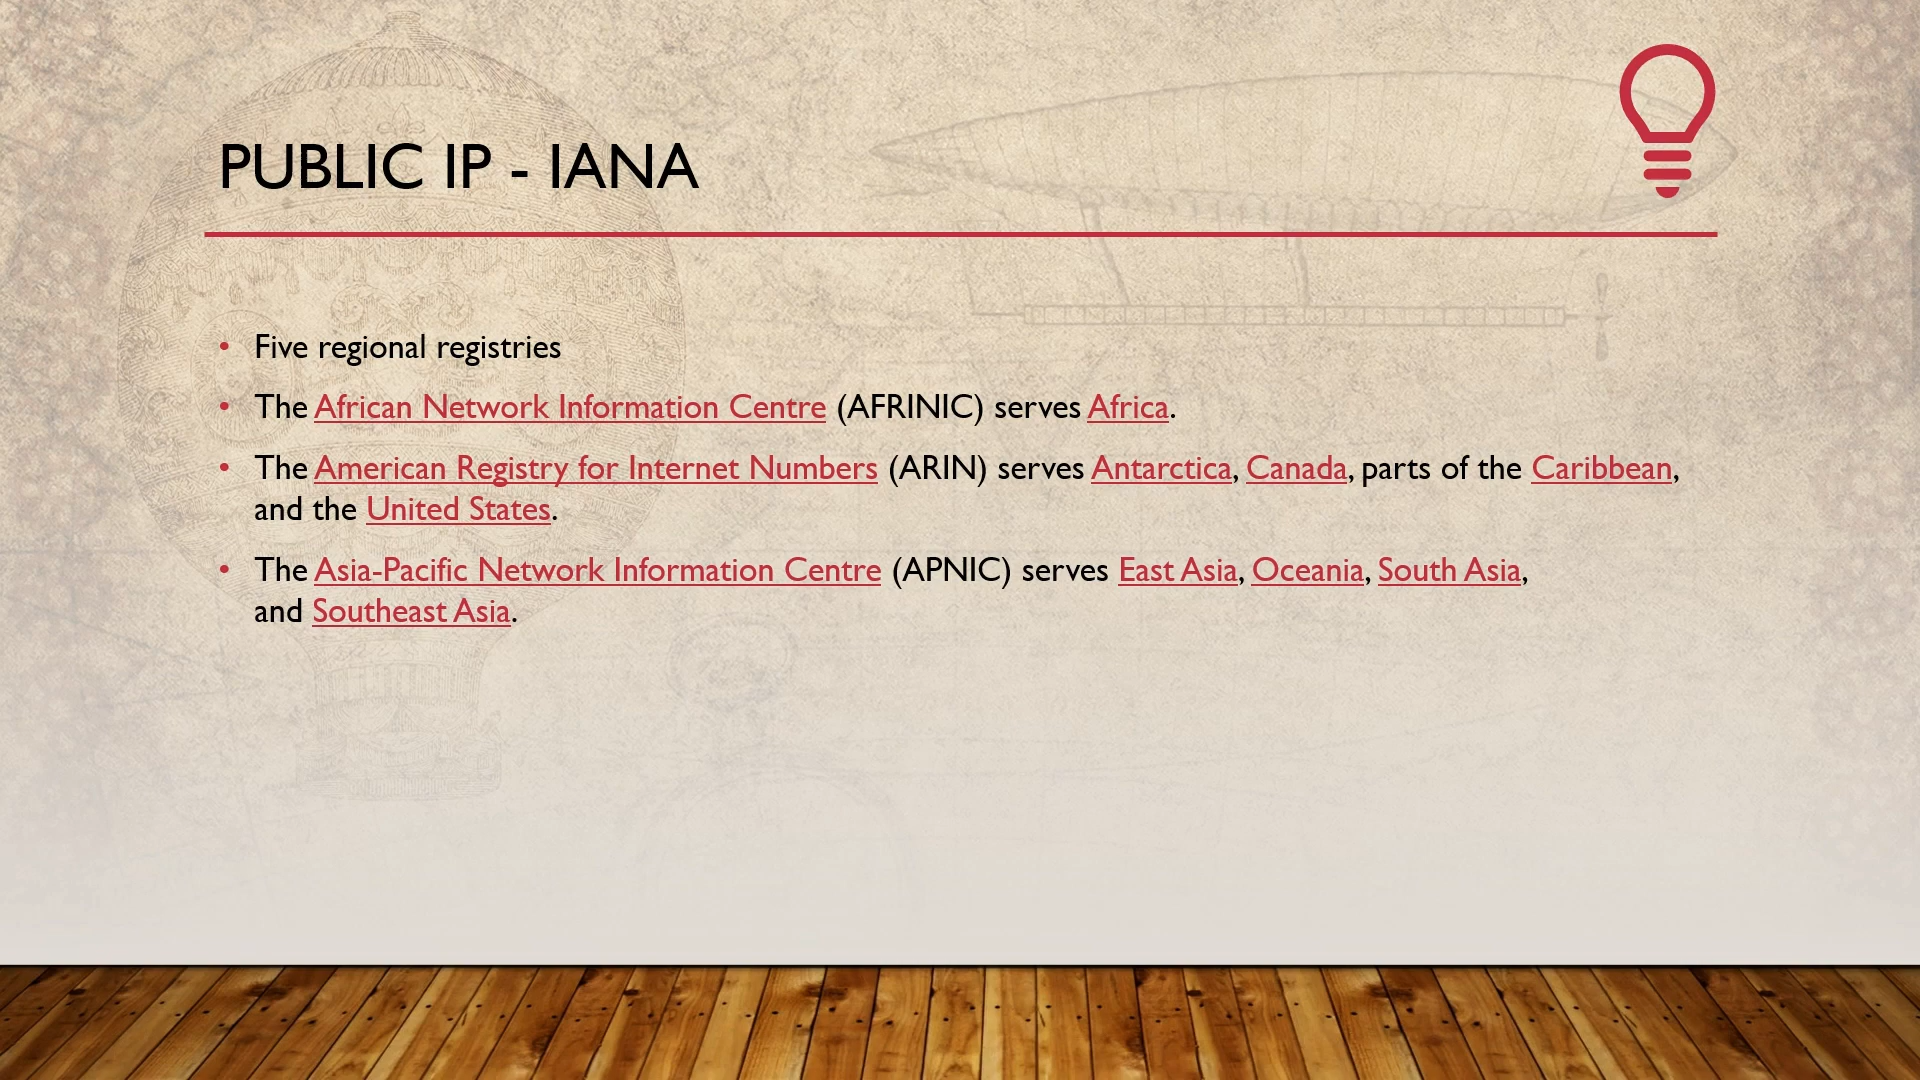 PUBLIC IP - IANA
• Five regional registries
• The African Network Information Centre (AFRINIC) serves Africa.
• The American Registry for Internet Numbers (ARIN) serves Antarctica, Canada, parts of the Caribbean,
and the United States.
• The Asia-Pacific Network Information Centre (APNIC) serves East Asia, Oceania, South Asia,
and Southeast Asia.